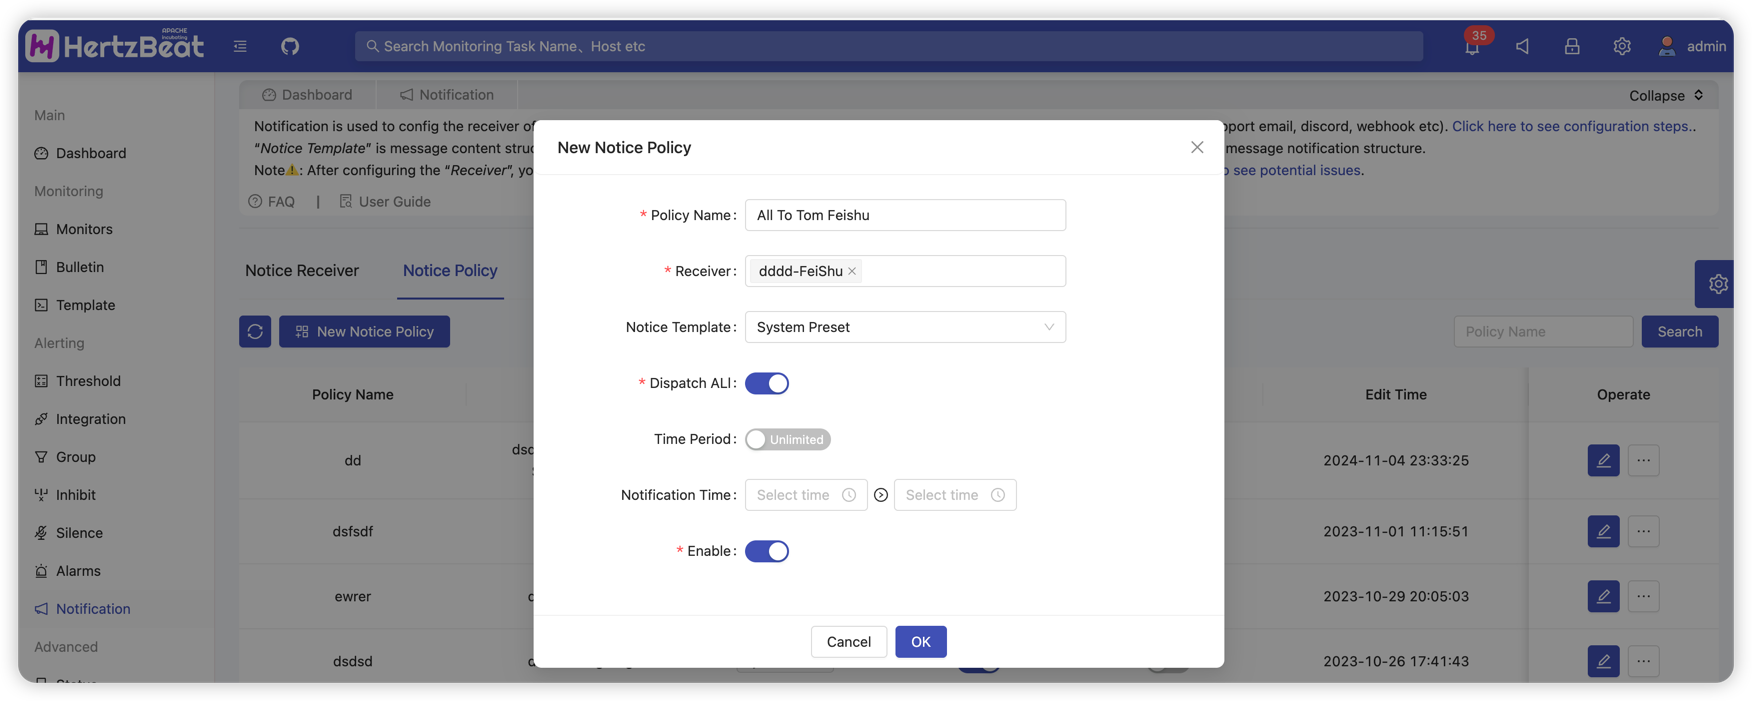 APACHE
Incubating
HertzBeat
Search Monitoring Task Name、Host etc
35
admin
Main
Dashboard
Monitoring
Monitors
Bulletin
Template
Alerting
Threshold
Integration
Group
Inhibit
Silence
Alarms
Notification
Advanced
Dashboard
Notification
Collapse
Notification is used to config the receiver of
port email, discord, webhook etc). Click here to see configuration steps..
“Notice Template” is message content struc
message notification structure.
Note⚠️: After configuring the “Receiver”, yo
o see potential issues.
FAQ | User Guide
Notice Receiver
Notice Policy
New Notice Policy
Policy Name
Search
Policy Name
Edit Time
Operate
dd
dsc
2024-11-04 23:33:25
dsfsdf
2023-11-01 11:15:51
ewrer
2023-10-29 20:05:03
dsdsd
2023-10-26 17:41:43
New Notice Policy
* Policy Name: All To Tom Feishu
* Receiver: dddd-FeiShu
Notice Template: System Preset
* Dispatch ALl:
Time Period: Unlimited
Notification Time: Select time Select time
* Enable:
Cancel
OK